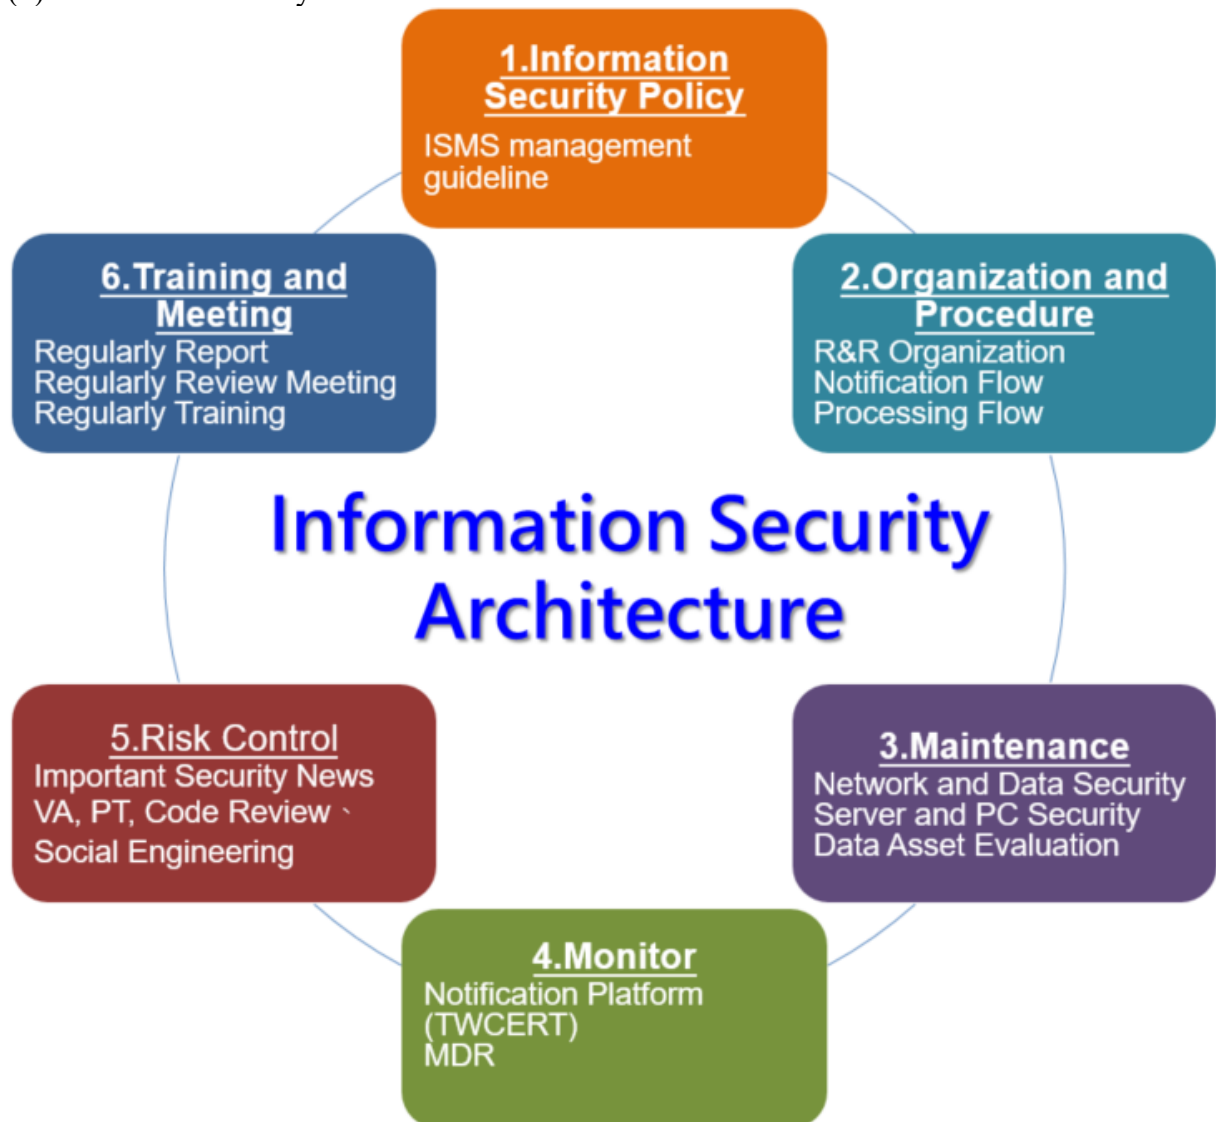 1.Information
Security Policy
ISMS management
guideline
2.Organization and
Procedure
R&R Organization
Notification Flow
Processing Flow
3.Maintenance
Network and Data Security
Server and PC Security
Data Asset Evaluation
4.Monitor
Notification Platform
(TWCERT)
MDR
5.Risk Control
Important Security News
VA, PT, Code Review、
Social Engineering
6.Training and
Meeting
Regularly Report
Regularly Review Meeting
Regularly Training
Information Security
Architecture